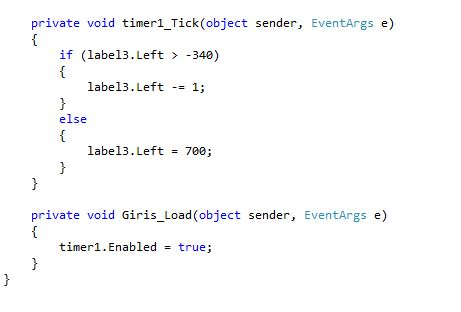 private void timer1_Tick(object sender, EventArgs e)
{
if (label3.Left > -340)
{
label3.Left -= 1;
}
else
{
label3.Left = 700;
}
}
private void Giris_Load(object sender, EventArgs e)
{
timer1.Enabled = true;
}
}